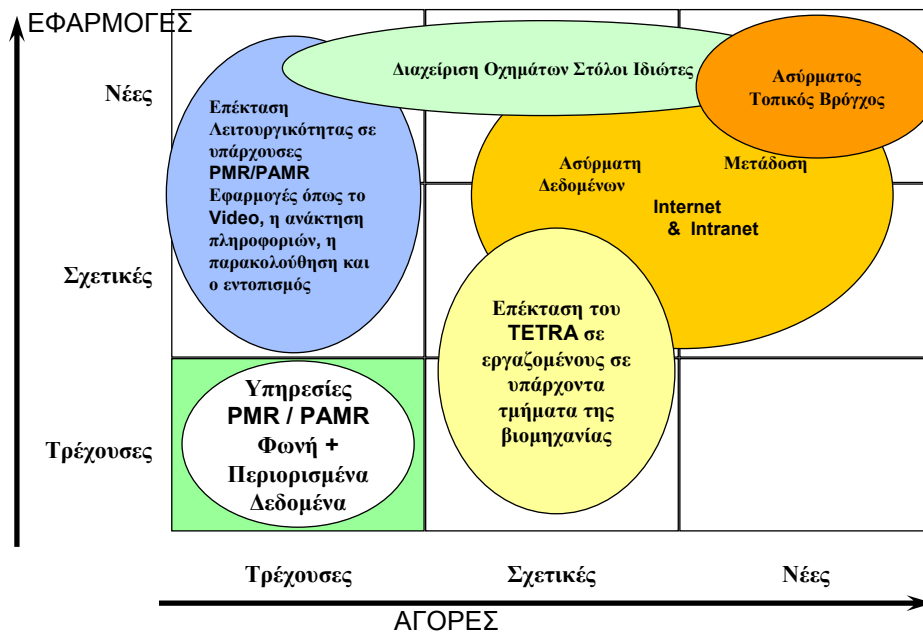 ΕΦΑΡΜΟΓΕΣ
Νέες
Σχετικές
Τρέχουσες
Επέκταση
Λειτουργικότητας σε
υπάρχουσες
PMR/PAMR
Εφαρμογές όπως το
Video, η ανάκτηση
πληροφοριών, η
παρακολούθηση και
ο εντοπισμός
Διαχείριση Οχημάτων Στόλοι Ιδιώτες
Ασύρματος
Τοπικός Βρόγχος
Ασύρματη Μετάδοση
Δεδομένων
Internet
& Intranet
Επέκταση του
TETRA σε
εργαζομένους σε
υπάρχοντα
τμήματα της
βιομηχανίας
Υπηρεσίες
PMR / PAMR
Φωνή +
Περιορισμένα
Δεδομένα
Τρέχουσες Σχετικές Νέες
ΑΓΟΡΕΣ